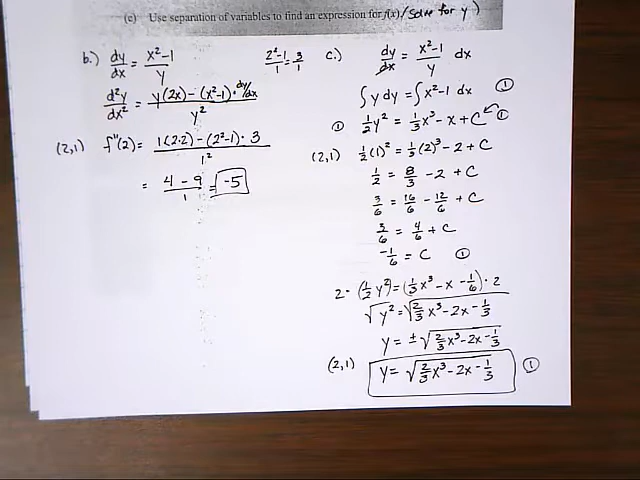 (c) Use separation of variables to find an expression for f(x)/solve for y )
b.) dy/dx = (x²-1)/y
(2²-1)/1 = 3/1
d²y/dx² = (y(2x) - (x²-1)·dy/dx)/y²
(2,1) f''(2) = (1(2·2) - (2²-1)·3)/1²
= (4-9)/1 = -5
c.) dy/dx = (x²-1)/y dx
∫y dy = ∫x²-1 dx ①
① ½y² = ⅓x³ - x + C ①
(2,1) ½(1)² = ⅓(2)³ - 2 + C
½ = 8/3 - 2 + C
3/6 = 16/6 - 12/6 + C
3/6 = 4/6 + C
-1/6 = C ①
2·(½y²) = (⅓x³ - x - 1/6)·2
√y² = √(⅔x³ - 2x - ⅓)
y = ±√(⅔x³ - 2x - ⅓)
(2,1) y = √(⅔x³ - 2x - ⅓) ①